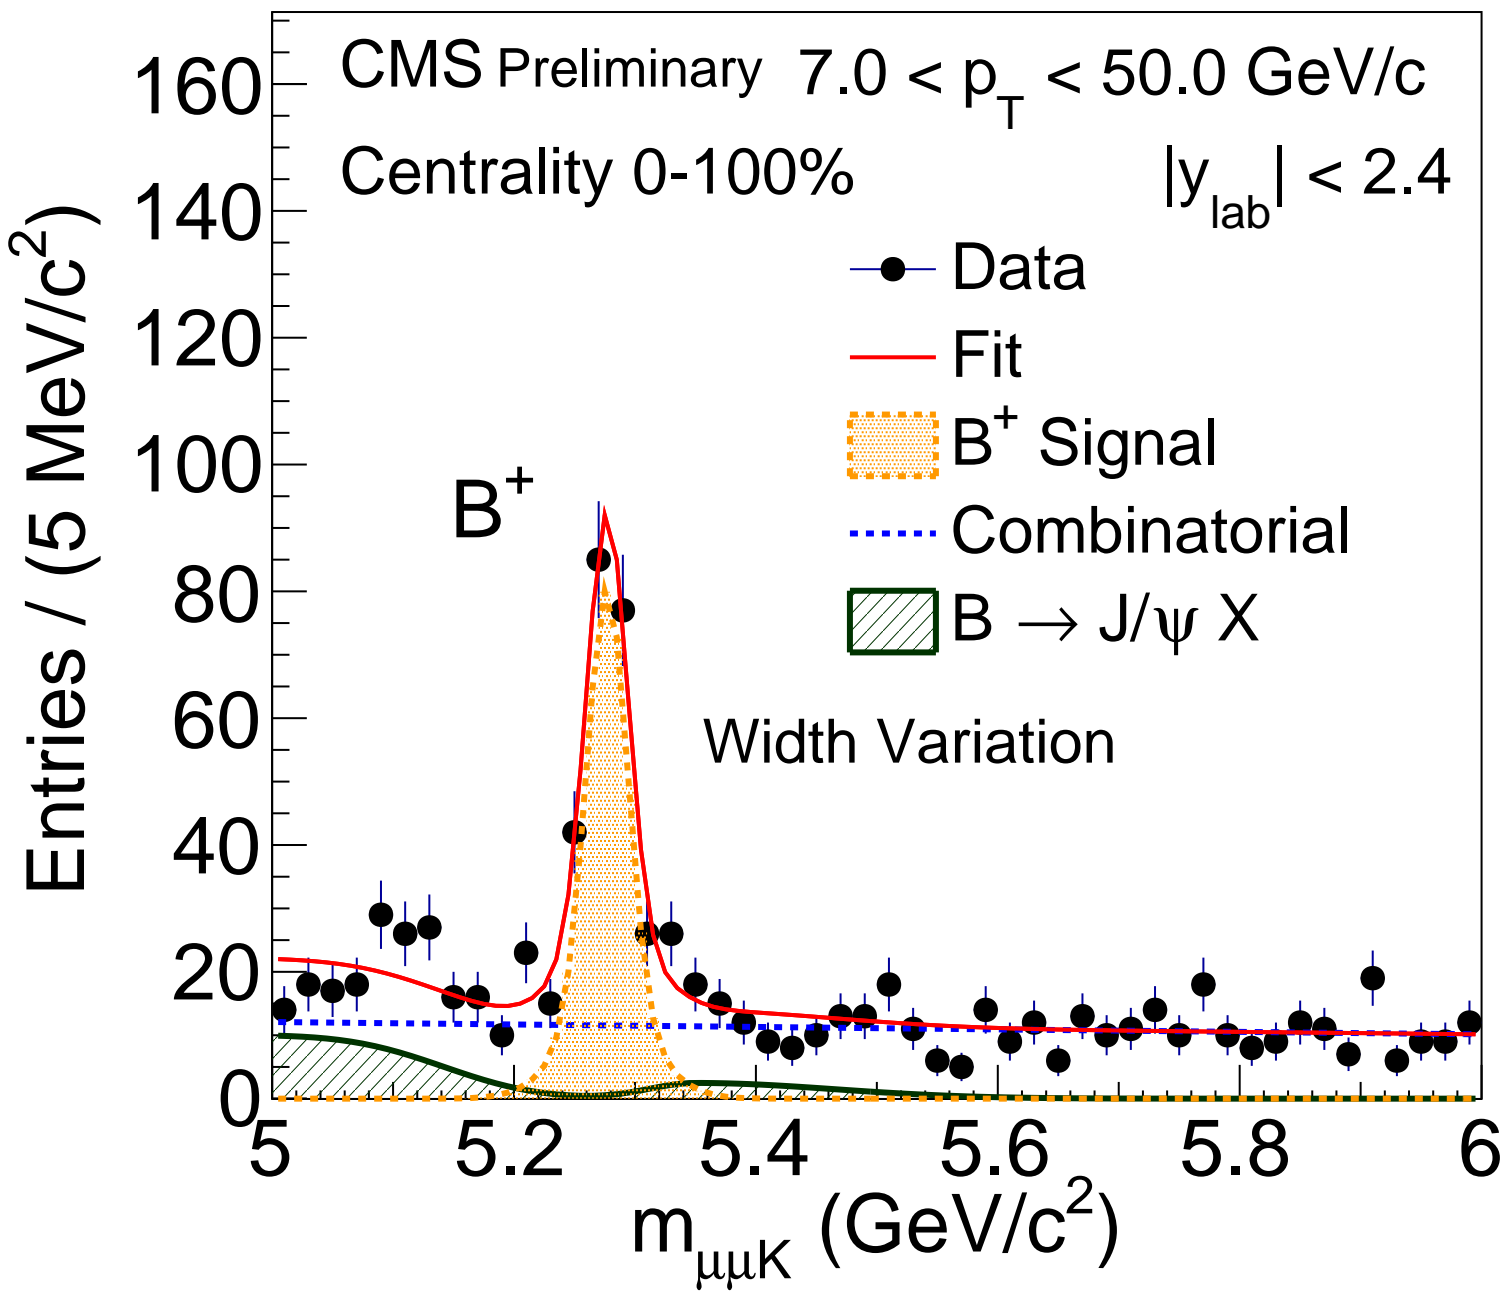 CMS Preliminary 7.0 < p_T < 50.0 GeV/c
Centrality 0-100% |y_lab| < 2.4
Data
Fit
B⁺ Signal
Combinatorial
B → J/ψ X
B⁺
Width Variation
Entries / (5 MeV/c²)
160
140
120
100
80
60
40
20
0
5 5.2 5.4 5.6 5.8 6
m_μμK (GeV/c²)